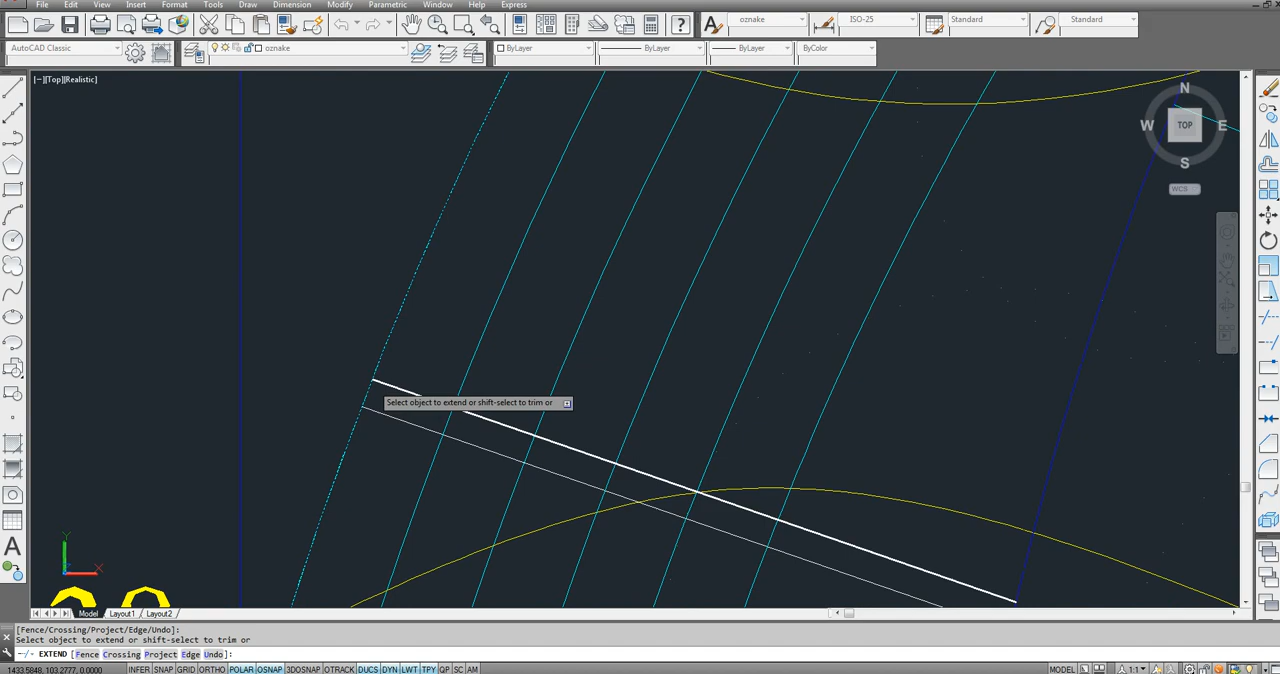 File Edit View Insert Format Tools Draw Dimension Modify Parametric Window Help Express
oznake ISO-25 Standard Standard
AutoCAD Classic oznake ByLayer ByLayer ByLayer ByColor
[−][Top][Realistic]
N
W TOP E
S
WCS
Select object to extend or shift-select to trim or
Y
X
Model Layout1 Layout2
[Fence/Crossing/Project/Edge/Undo]:
Select object to extend or shift-select to trim or
EXTEND [Fence Crossing Project Edge Undo]:
1433.5848, 103.2777, 0.0000 INFER SNAP GRID ORTHO POLAR OSNAP 3DOSNAP OTRACK DUCS DYN LWT TPY QP SC AM MODEL 1:1